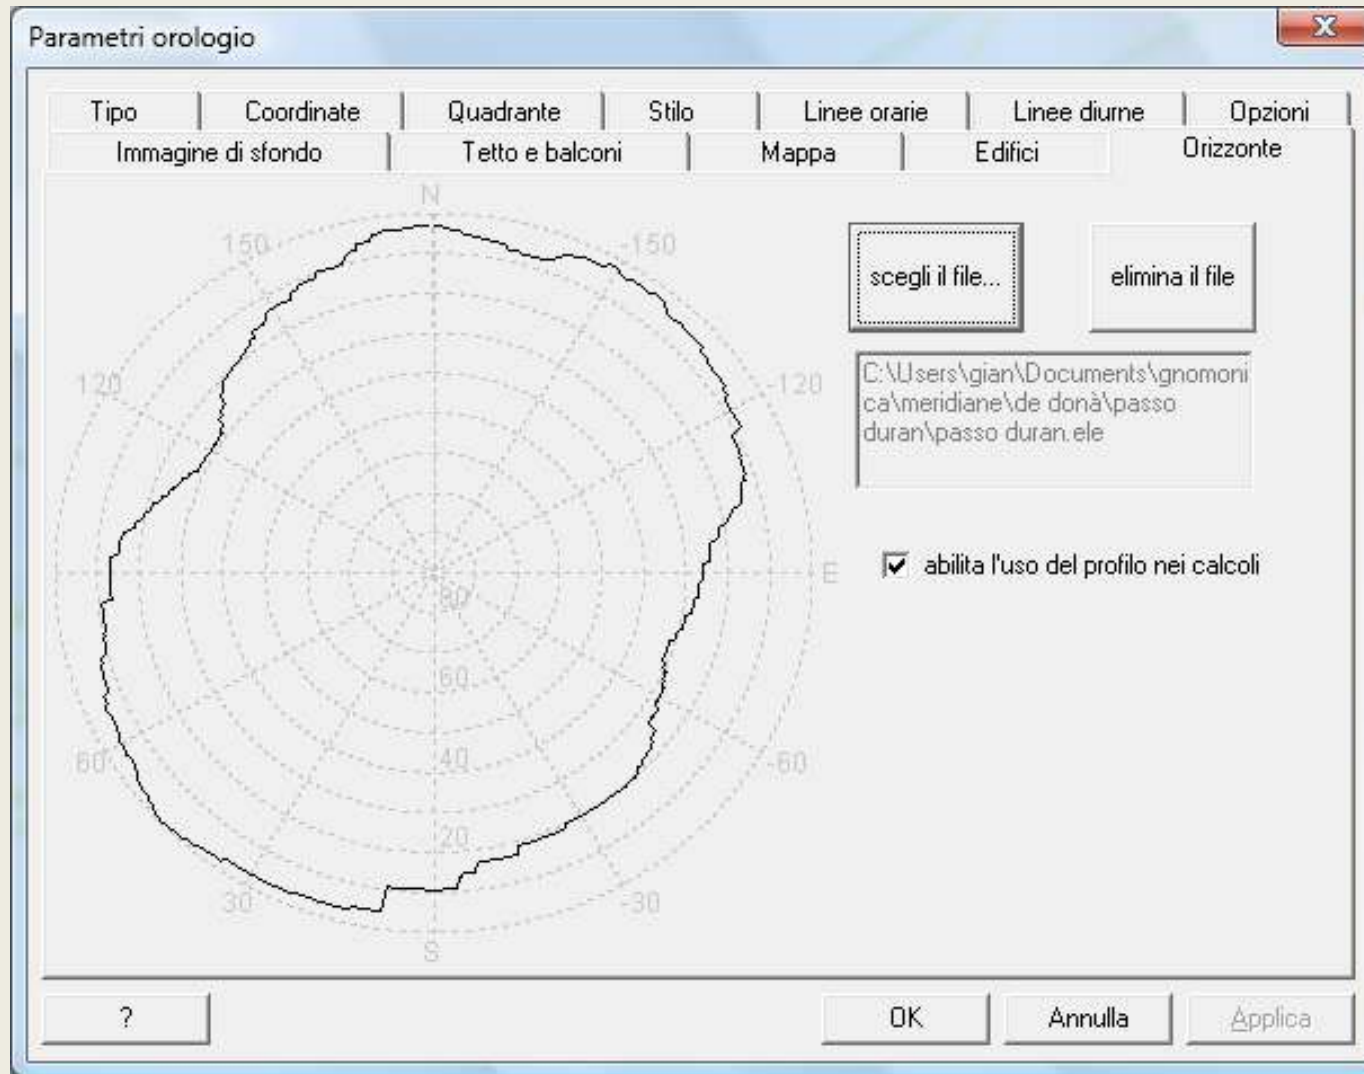 Parametri orologio
X
Tipo
Coordinate
Quadrante
Stilo
Linee orarie
Linee diurne
Opzioni
Immagine di sfondo
Tetto e balconi
Mappa
Edifici
Orizzonte
N
150
-150
120
-120
E
80
60
60
-60
40
20
30
-30
S
scegli il file...
elimina il file
C:\Users\gian\Documents\gnomoni
ca\meridiane\de donà\passo
duran\passo duran.ele
abilita l'uso del profilo nei calcoli
?
OK
Annulla
Applica